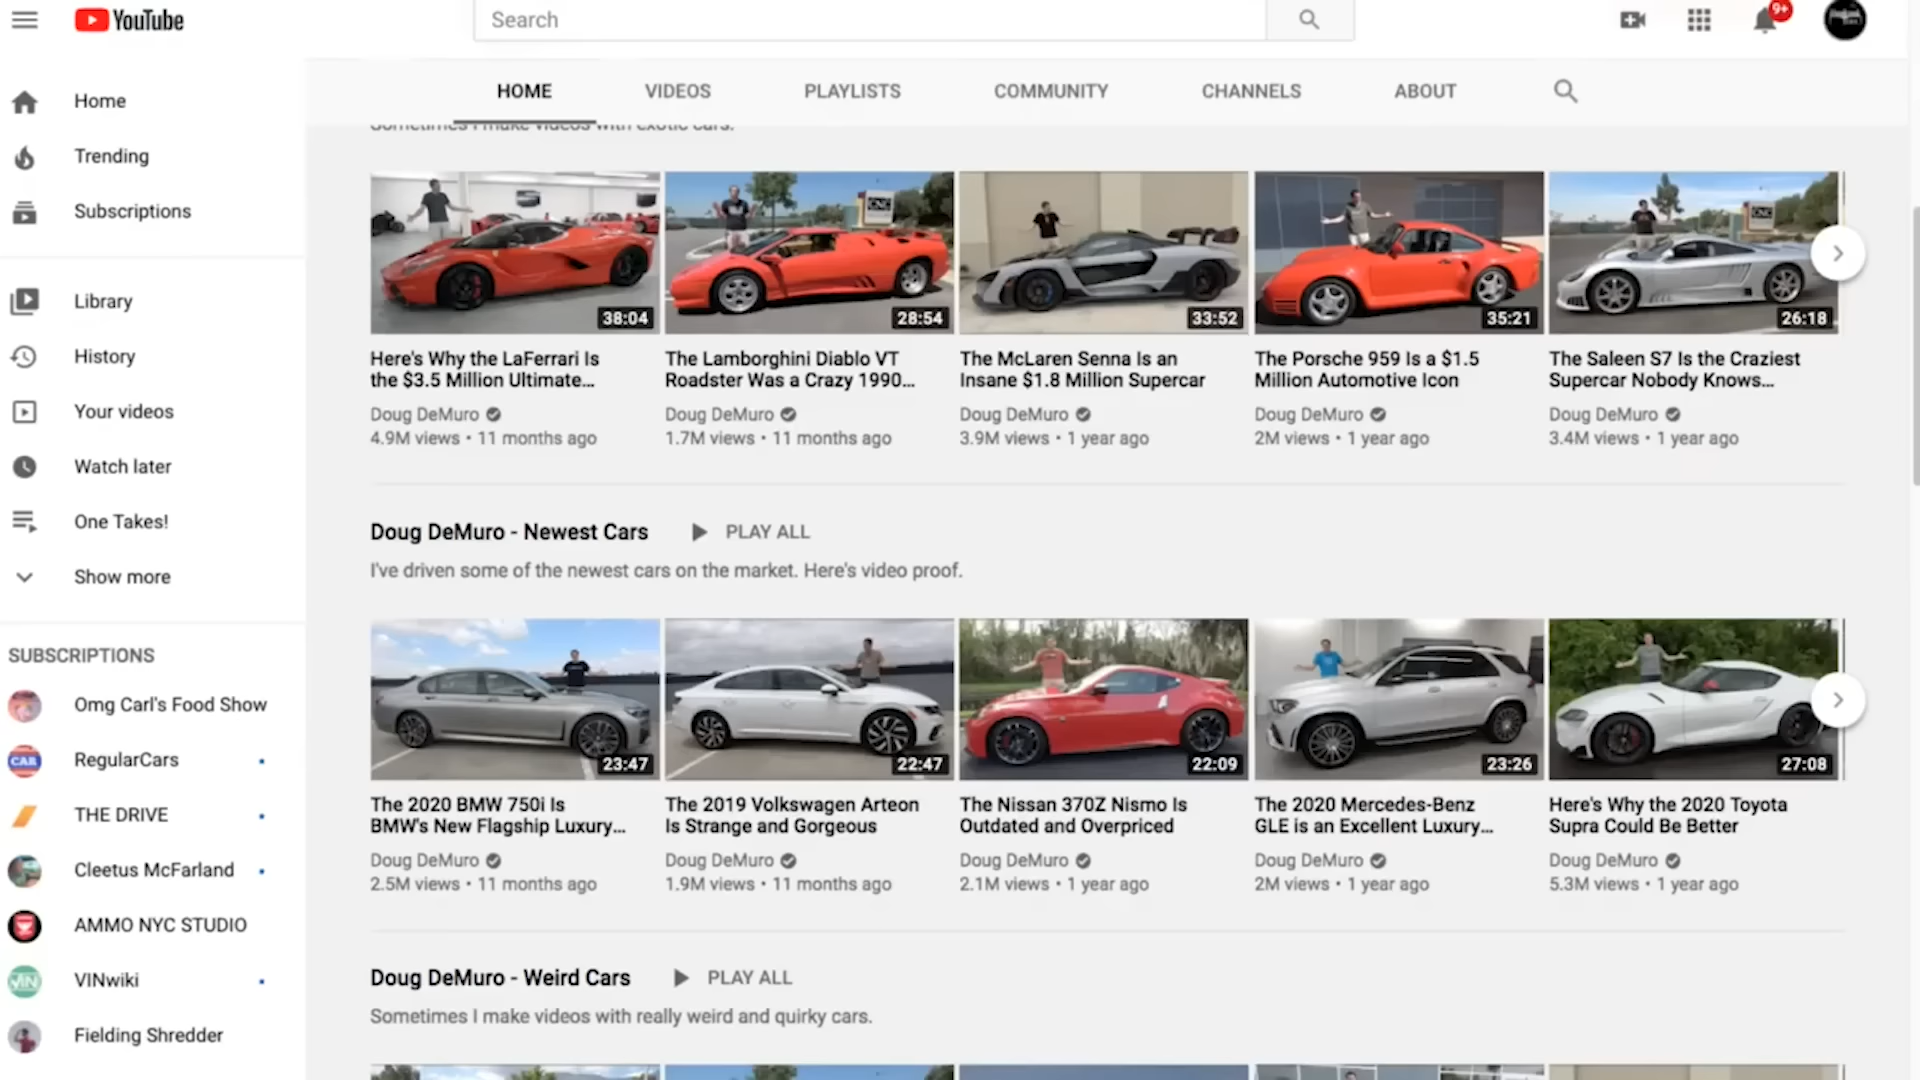 YouTube
Search
9+
Home
Trending
Subscriptions
Library
History
Your videos
Watch later
One Takes!
Show more
SUBSCRIPTIONS
Omg Carl's Food Show
RegularCars
THE DRIVE
Cleetus McFarland
AMMO NYC STUDIO
VINwiki
Fielding Shredder
HOME VIDEOS PLAYLISTS COMMUNITY CHANNELS ABOUT
Sometimes I make videos with exotic cars.
38:04
28:54
33:52
35:21
26:18
Here's Why the LaFerrari Is
the $3.5 Million Ultimate...
Doug DeMuro
4.9M views • 11 months ago
The Lamborghini Diablo VT
Roadster Was a Crazy 1990...
Doug DeMuro
1.7M views • 11 months ago
The McLaren Senna Is an
Insane $1.8 Million Supercar
Doug DeMuro
3.9M views • 1 year ago
The Porsche 959 Is a $1.5
Million Automotive Icon
Doug DeMuro
2M views • 1 year ago
The Saleen S7 Is the Craziest
Supercar Nobody Knows...
Doug DeMuro
3.4M views • 1 year ago
Doug DeMuro - Newest Cars PLAY ALL
I've driven some of the newest cars on the market. Here's video proof.
23:47
22:47
22:09
23:26
27:08
The 2020 BMW 750i Is
BMW's New Flagship Luxury...
Doug DeMuro
2.5M views • 11 months ago
The 2019 Volkswagen Arteon
Is Strange and Gorgeous
Doug DeMuro
1.9M views • 11 months ago
The Nissan 370Z Nismo Is
Outdated and Overpriced
Doug DeMuro
2.1M views • 1 year ago
The 2020 Mercedes-Benz
GLE is an Excellent Luxury...
Doug DeMuro
2M views • 1 year ago
Here's Why the 2020 Toyota
Supra Could Be Better
Doug DeMuro
5.3M views • 1 year ago
Doug DeMuro - Weird Cars PLAY ALL
Sometimes I make videos with really weird and quirky cars.